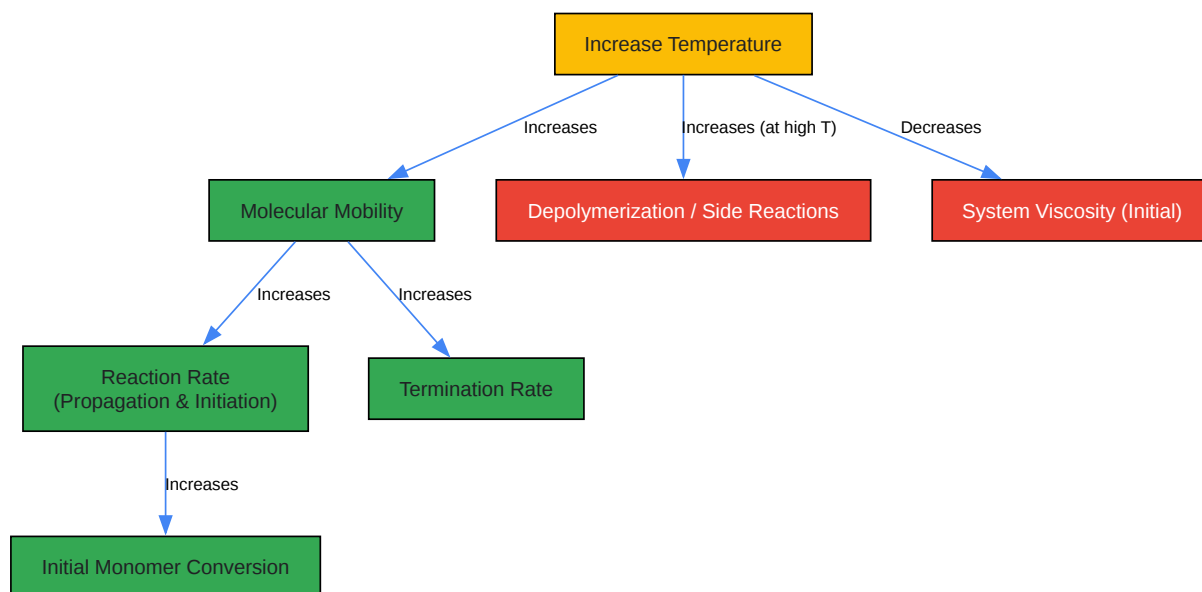 Increase Temperature
Increases
Increases (at high T)
Decreases
Molecular Mobility
Depolymerization / Side Reactions
System Viscosity (Initial)
Increases
Increases
Reaction Rate
(Propagation & Initiation)
Termination Rate
Increases
Initial Monomer Conversion